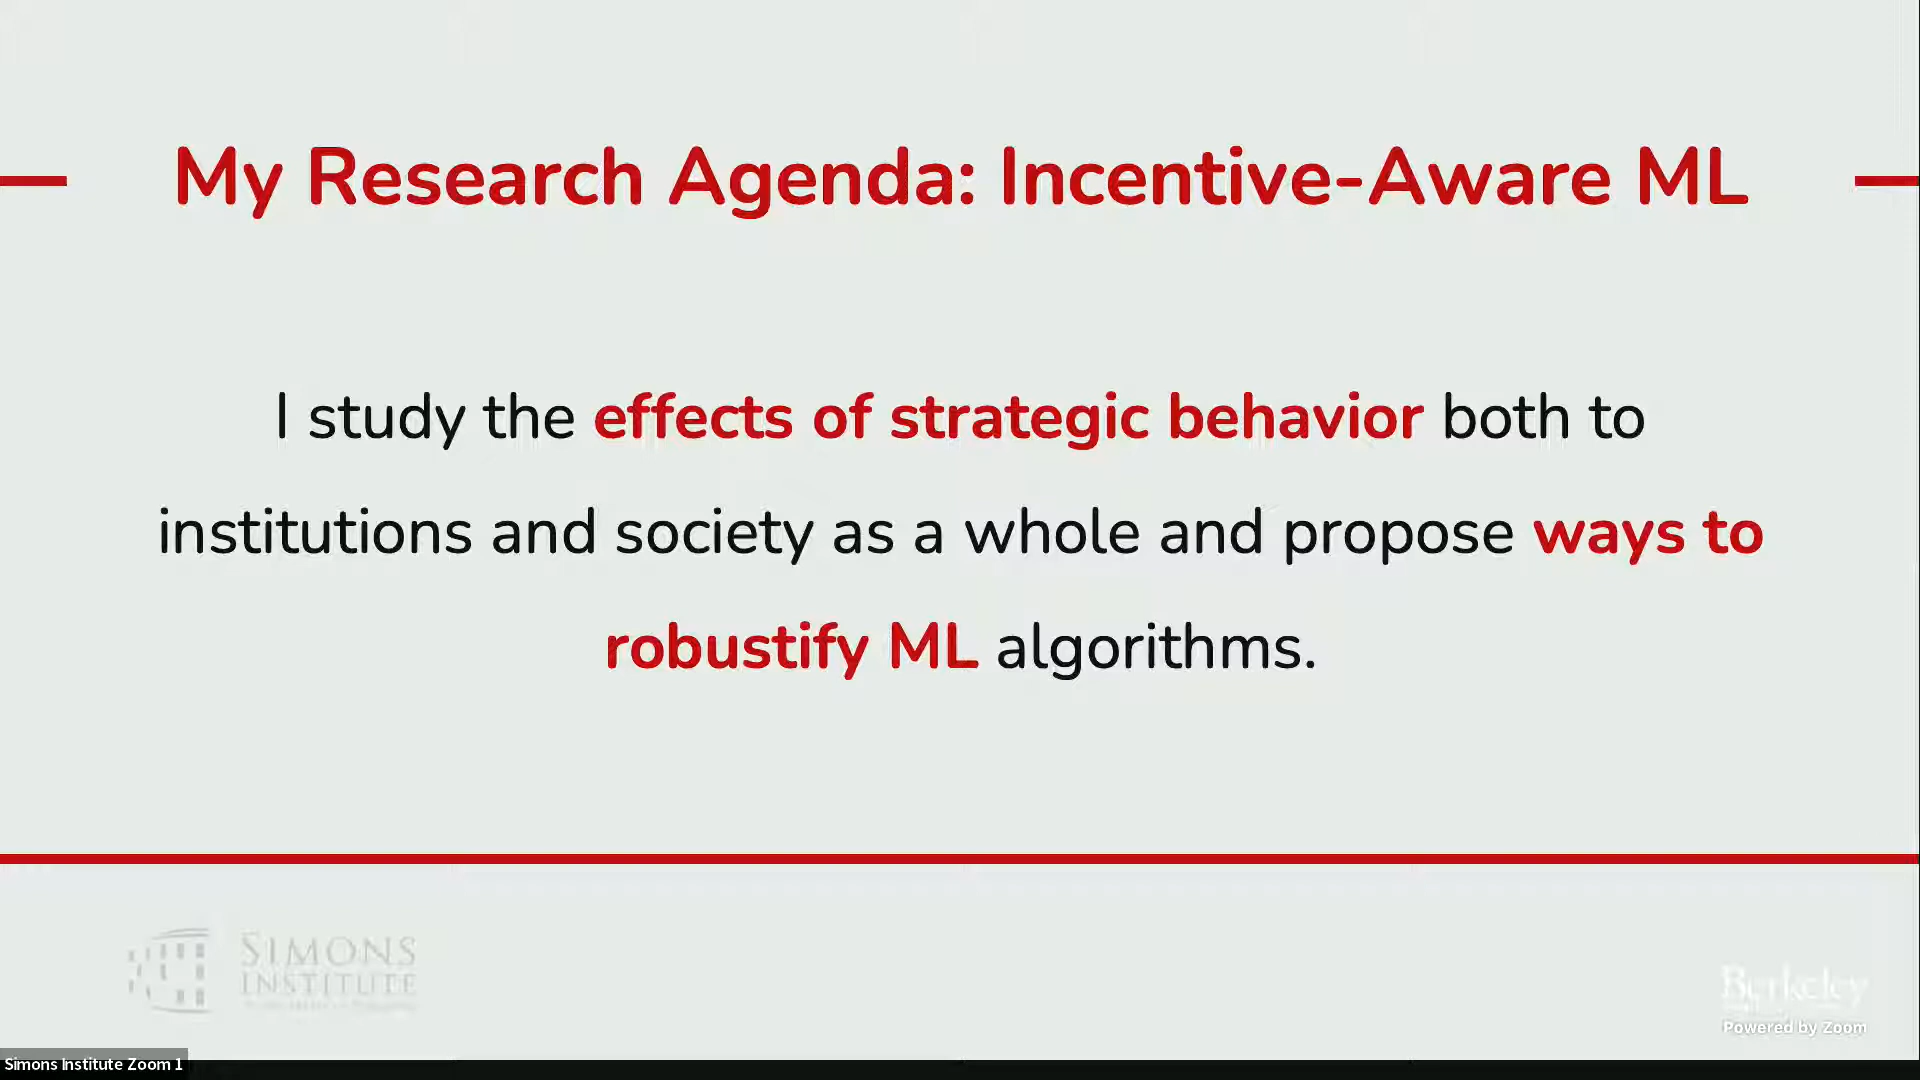 My Research Agenda: Incentive-Aware ML
I study the effects of strategic behavior both to
institutions and society as a whole and propose ways to
robustify ML algorithms.
SIMONS
INSTITUTE
Berkeley
Powered by Zoom
Simons Institute Zoom 1